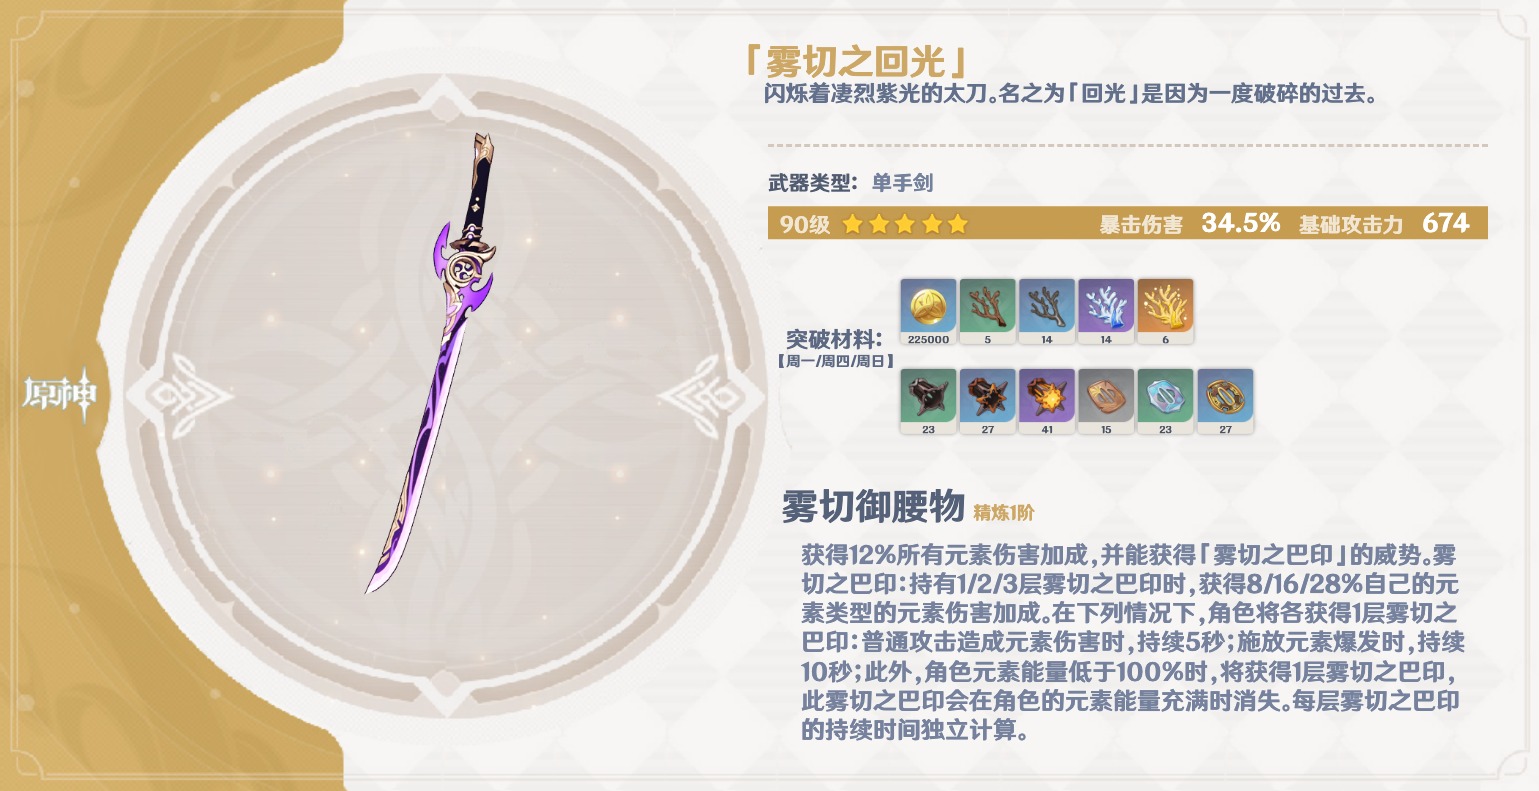 「雾切之回光」
闪烁着凄烈紫光的太刀。名之为「回光」是因为一度破碎的过去。
武器类型： 单手剑
90级 暴击伤害 34.5% 基础攻击力 674
225000 5 14 14 6
突破材料：
【周一/周四/周日】
原神
23 27 41 15 23 27
雾切御腰物 精炼1阶
获得12%所有元素伤害加成，并能获得「雾切之巴印」的威势。雾
切之巴印：持有1/2/3层雾切之巴印时，获得8/16/28%自己的元
素类型的元素伤害加成。在下列情况下，角色将各获得1层雾切之
巴印：普通攻击造成元素伤害时，持续5秒；施放元素爆发时，持续
10秒；此外，角色元素能量低于100%时，将获得1层雾切之巴印，
此雾切之巴印会在角色的元素能量充满时消失。每层雾切之巴印
的持续时间独立计算。